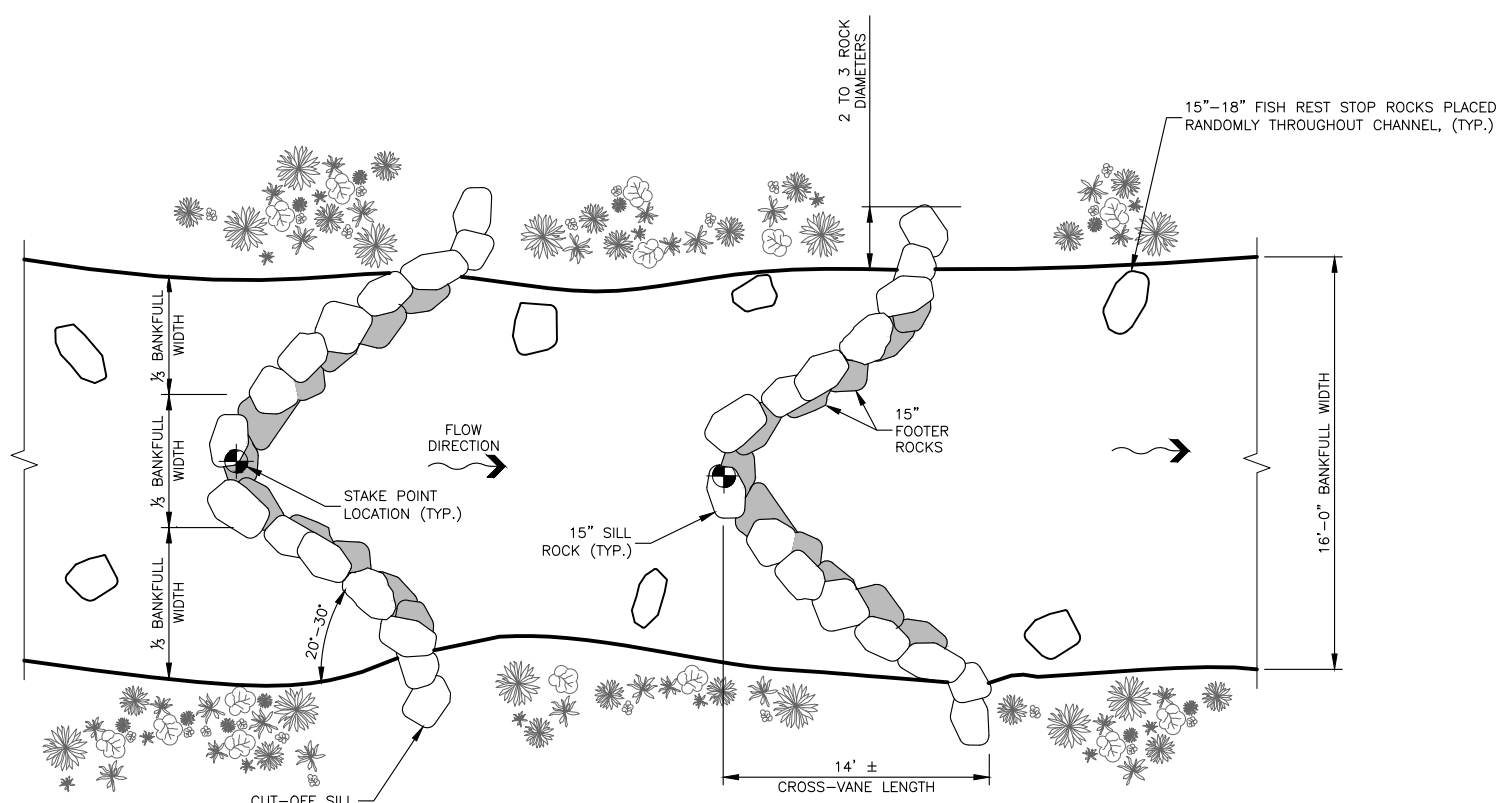 2 TO 3 ROCK
DIAMETERS
15"-18" FISH REST STOP ROCKS PLACED
RANDOMLY THROUGHOUT CHANNEL, (TYP.)
⅓ BANKFULL
WIDTH
⅓ BANKFULL
WIDTH
⅓ BANKFULL
WIDTH
FLOW
DIRECTION
STAKE POINT
LOCATION (TYP.)
15"
FOOTER
ROCKS
15" SILL
ROCK (TYP.)
16'-0" BANKFULL WIDTH
20°-30°
14' ±
CROSS-VANE LENGTH
CUT-OFF SILL